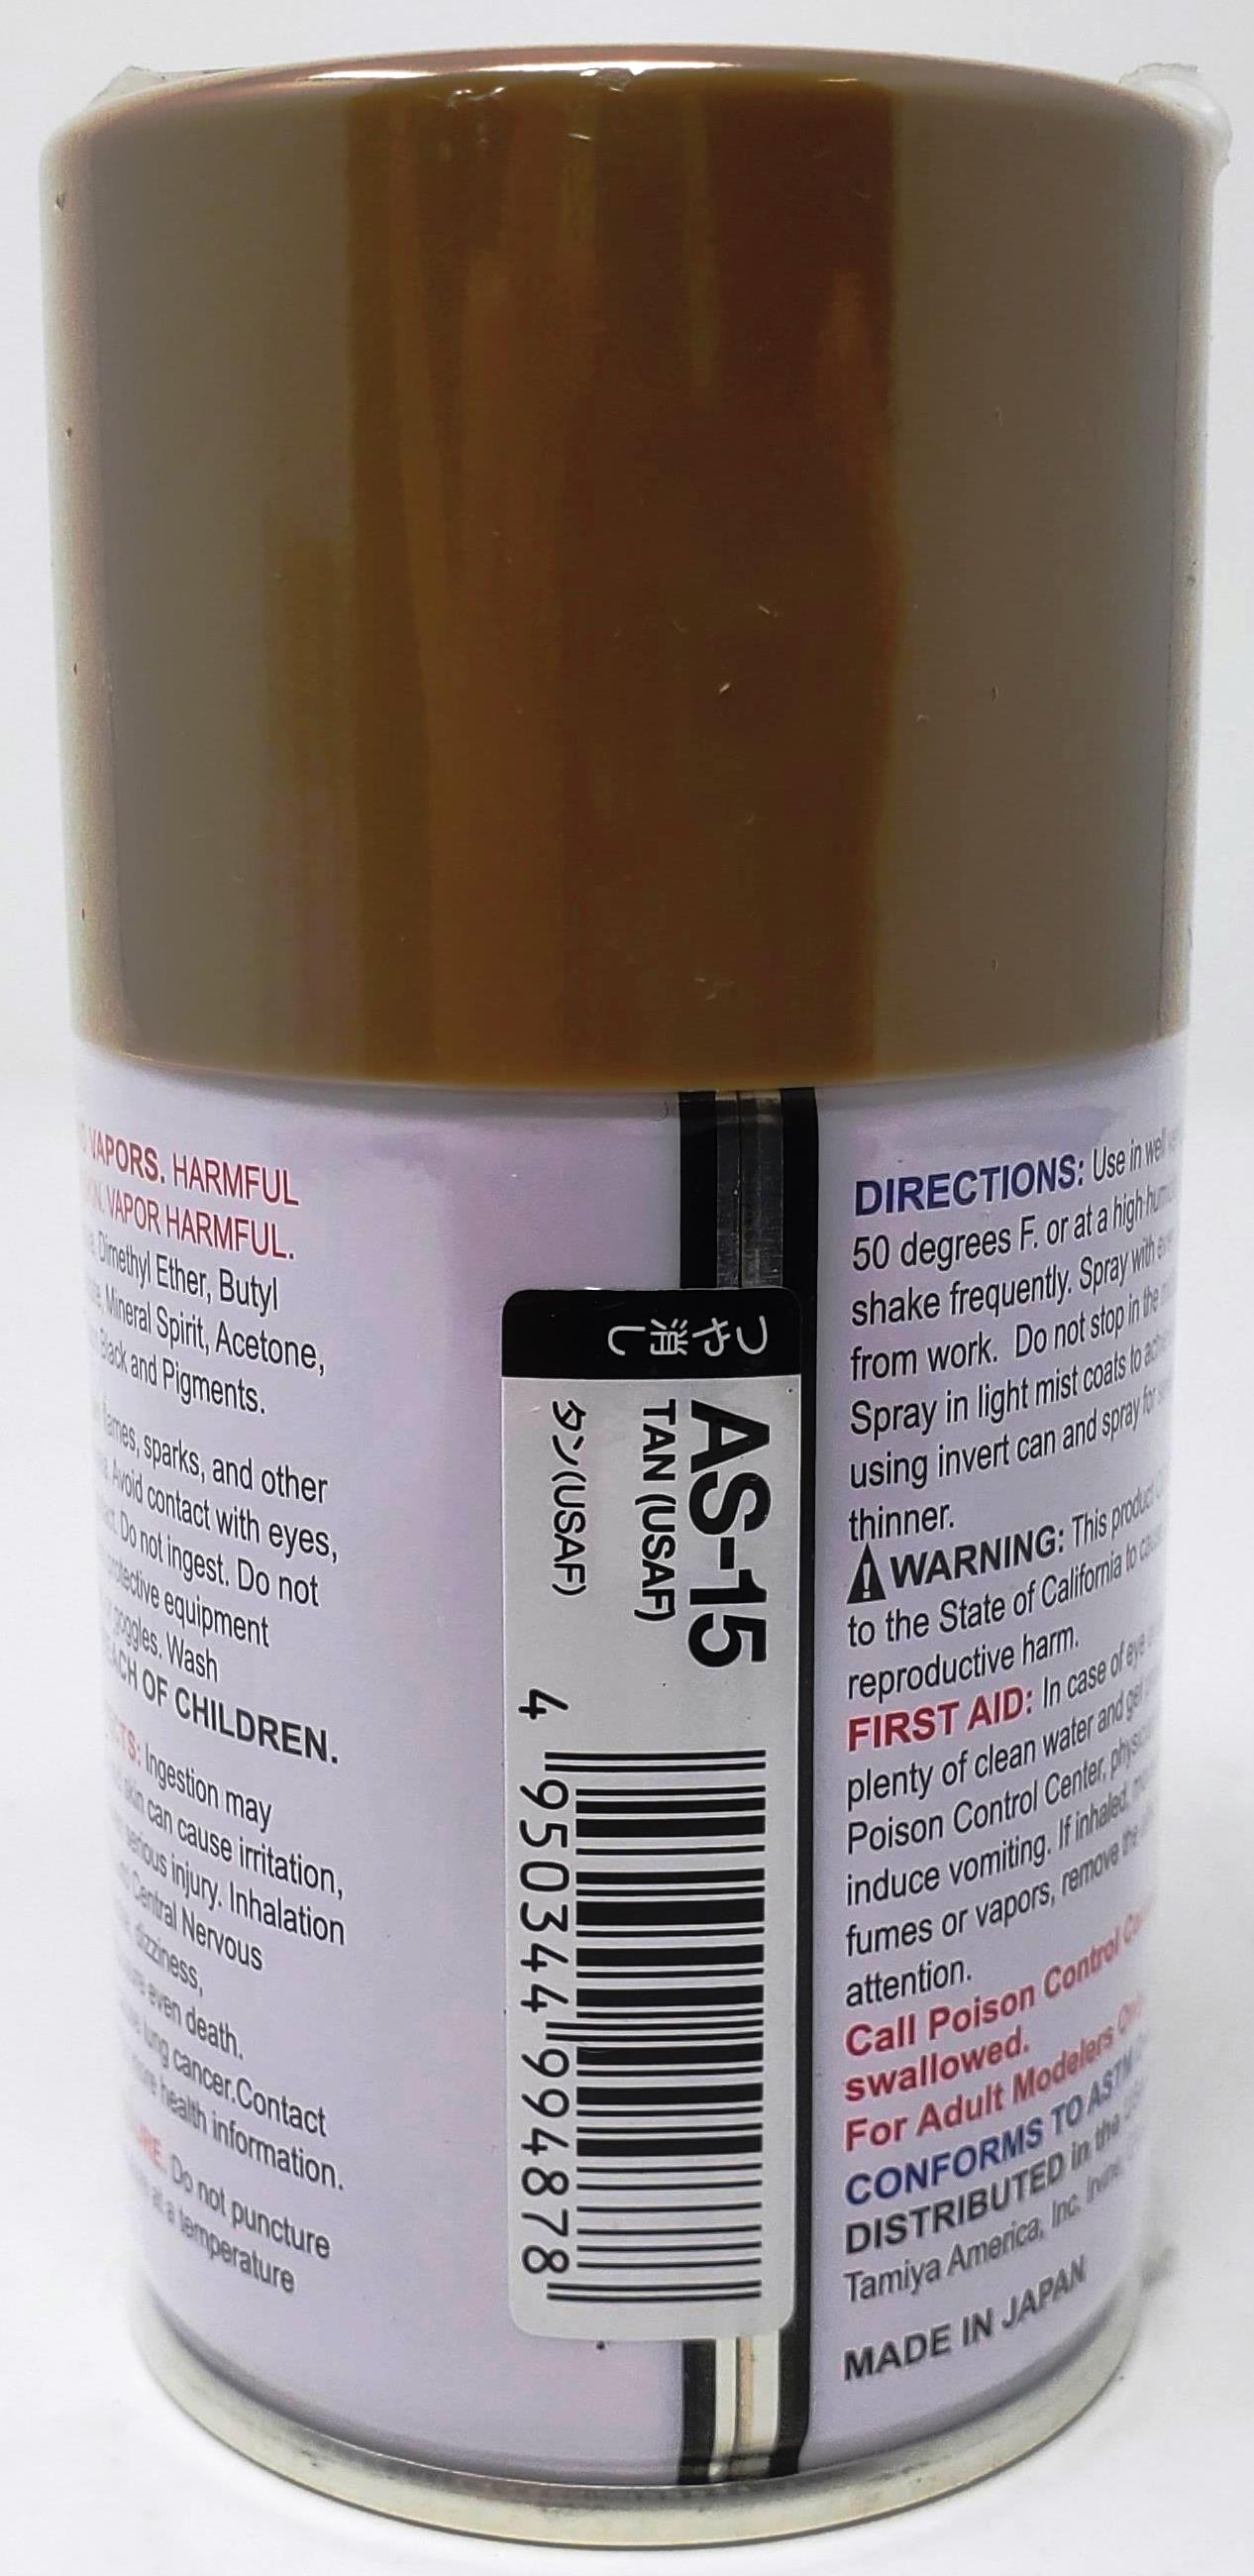 VAPORS. HARMFUL
VAPOR HARMFUL.
Dimethyl Ether, Butyl
Mineral Spirit, Acetone,
Black and Pigments.
flames, sparks, and other
Avoid contact with eyes,
Do not ingest. Do not
protective equipment
goggles. Wash
REACH OF CHILDREN.
Ingestion may
skin can cause irritation,
serious injury. Inhalation
Central Nervous
dizziness,
even death.
lung cancer.Contact
health information.
Do not puncture
at a temperature
つや消し
AS-15
TAN (USAF)
タン(USAF)
4 950344 994878
DIRECTIONS: Use in well
50 degrees F. or at a high
shake frequently. Spray with
from work. Do not stop in the
Spray in light mist coats to
using invert can and spray for
thinner.
WARNING: This product
to the State of California to
reproductive harm.
FIRST AID: In case of eye
plenty of clean water and get
Poison Control Center,
induce vomiting. If inhaled,
fumes or vapors, remove the
attention.
Call Poison Control
swallowed.
For Adult Modelers
CONFORMS TO ASTM
DISTRIBUTED in the
Tamiya America, Inc. Irvine,
MADE IN JAPAN